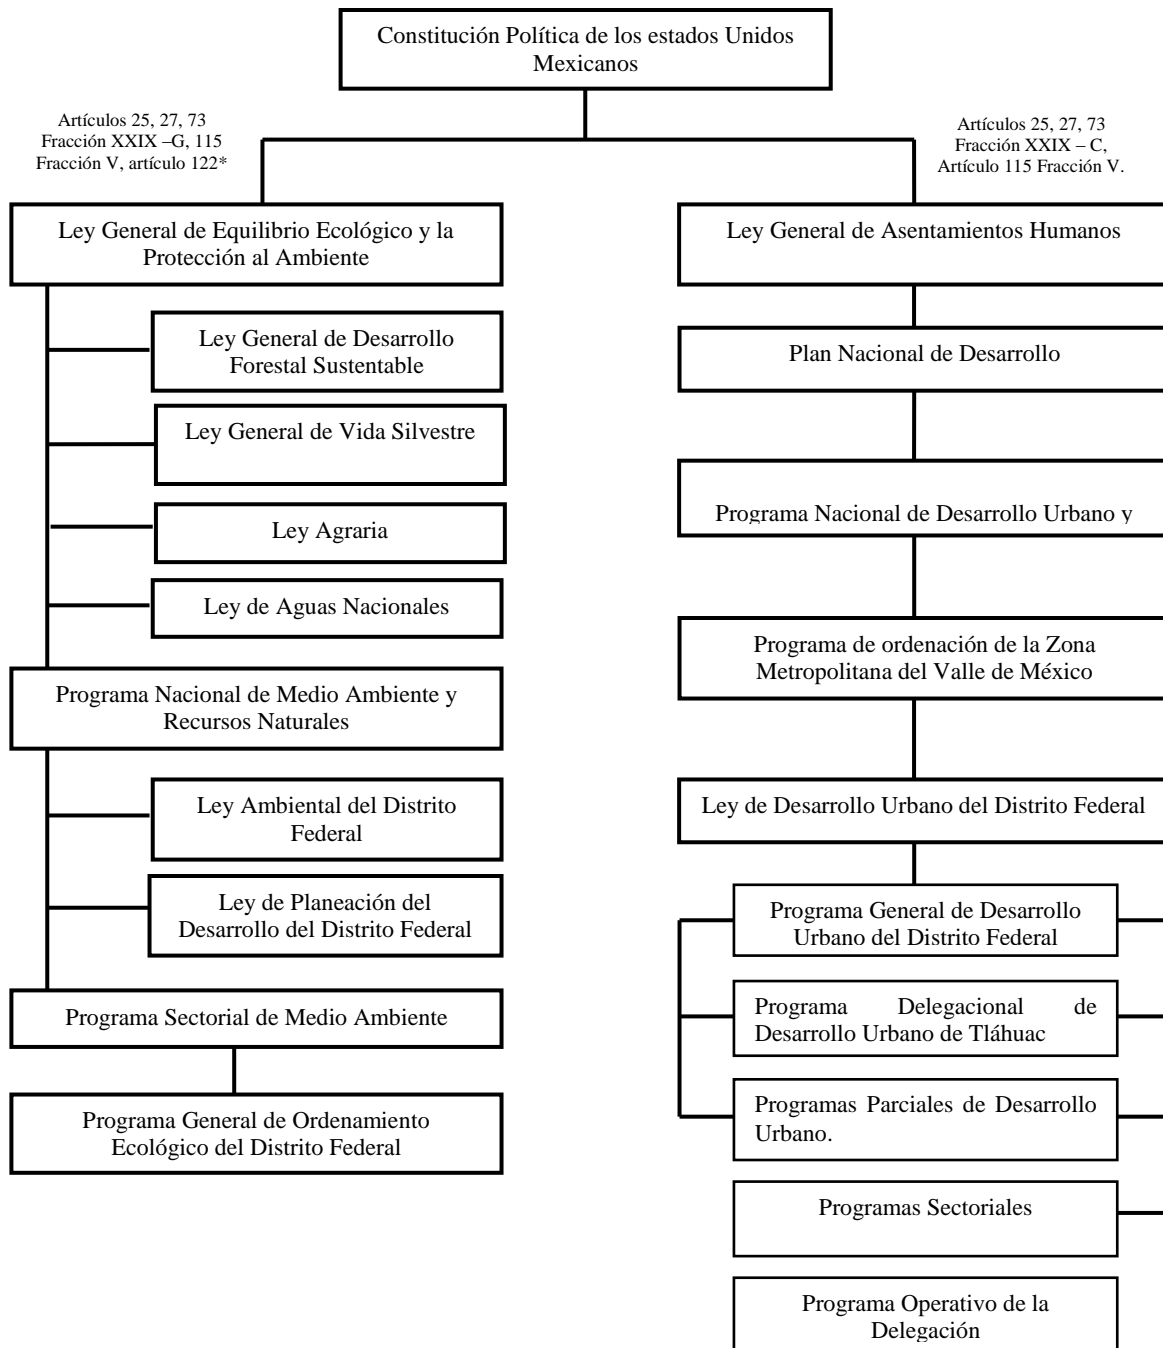 Constitución Política de los estados Unidos
Mexicanos
Artículos 25, 27, 73
Fracción XXIX –G, 115
Fracción V, artículo 122*
Artículos 25, 27, 73
Fracción XXIX – C,
Artículo 115 Fracción V.
Ley General de Equilibrio Ecológico y la
Protección al Ambiente
Ley General de Desarrollo
Forestal Sustentable
Ley General de Vida Silvestre
Ley Agraria
Ley de Aguas Nacionales
Programa Nacional de Medio Ambiente y
Recursos Naturales
Ley Ambiental del Distrito
Federal
Ley de Planeación del
Desarrollo del Distrito Federal
Programa Sectorial de Medio Ambiente
Programa General de Ordenamiento
Ecológico del Distrito Federal
Ley General de Asentamientos Humanos
Plan Nacional de Desarrollo
Programa Nacional de Desarrollo Urbano y
Programa de ordenación de la Zona
Metropolitana del Valle de México
Ley de Desarrollo Urbano del Distrito Federal
Programa General de Desarrollo
Urbano del Distrito Federal
Programa Delegacional de
Desarrollo Urbano de Tláhuac
Programas Parciales de Desarrollo
Urbano.
Programas Sectoriales
Programa Operativo de la
Delegación